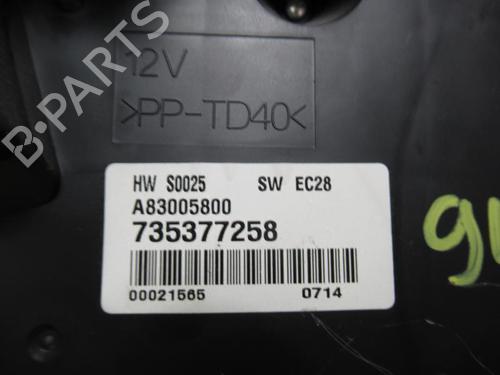 12V
>PP-TD40<
HW S0025 SW EC28
A83005800
735377258
00021565 0714
B-PARTS